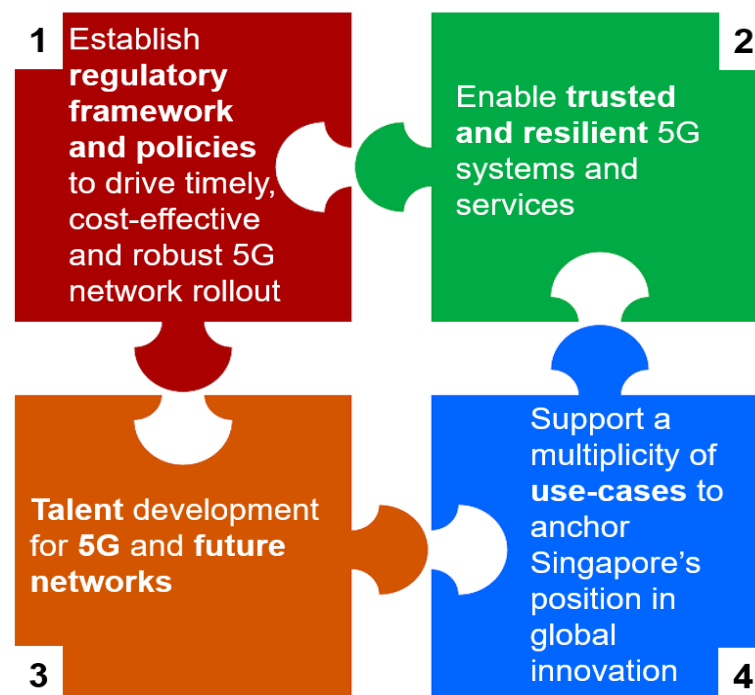 1
Establish
regulatory
framework
and policies
to drive timely,
cost-effective
and robust 5G
network rollout
2
Enable trusted
and resilient 5G
systems and
services
Talent development
for 5G and future
networks
3
Support a
multiplicity of
use-cases to
anchor
Singapore’s
position in
global
innovation
4